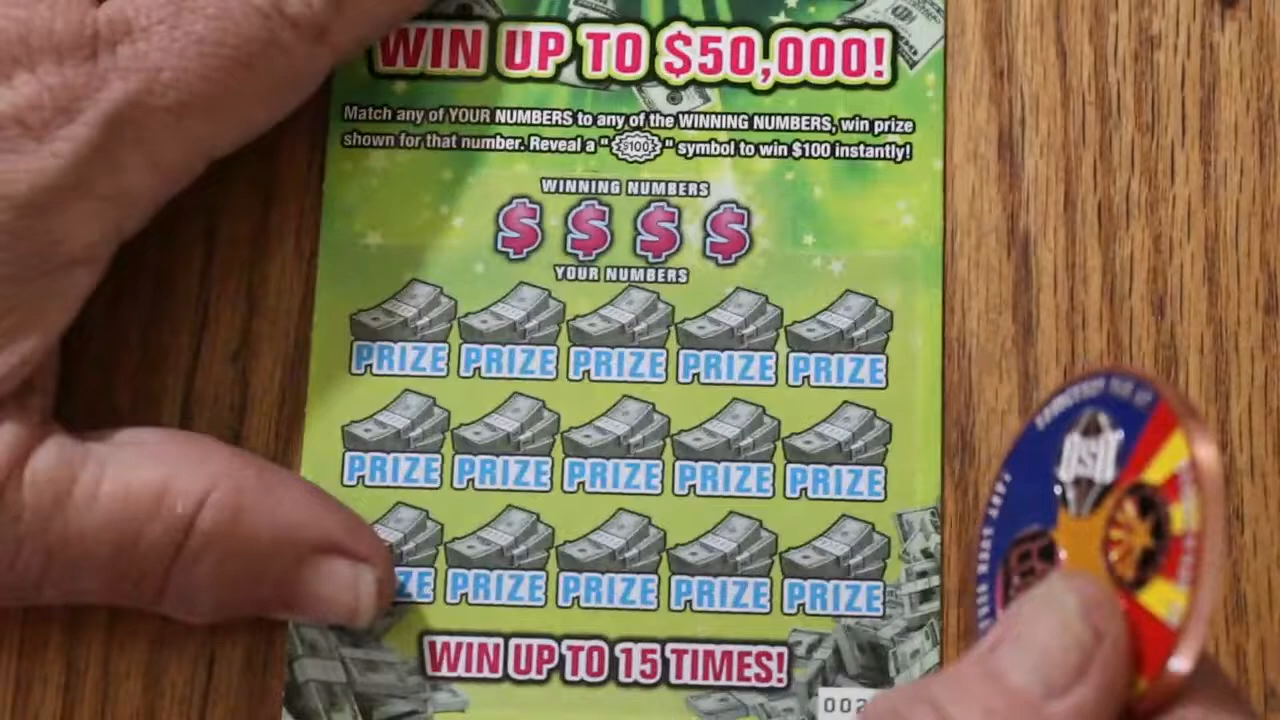 WIN UP TO $50,000!
Match any of YOUR NUMBERS to any of the WINNING NUMBERS, win prize
shown for that number. Reveal a " $100 " symbol to win $100 instantly!
WINNING NUMBERS
$ $ $ $
YOUR NUMBERS
PRIZE PRIZE PRIZE PRIZE PRIZE
PRIZE PRIZE PRIZE PRIZE PRIZE
ZE PRIZE PRIZE PRIZE PRIZE
WIN UP TO 15 TIMES!
002